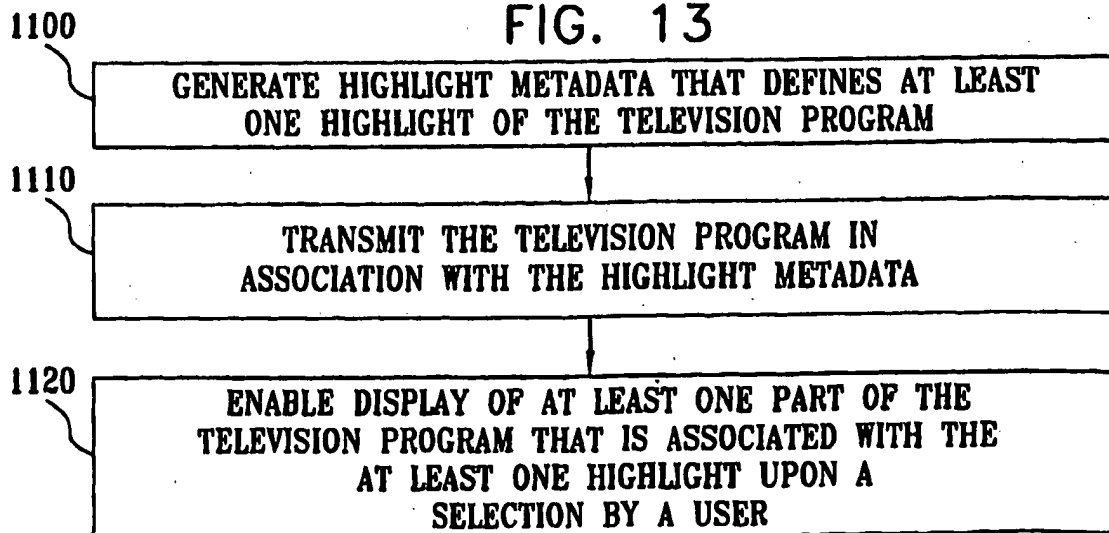 FIG. 13
1100
GENERATE HIGHLIGHT METADATA THAT DEFINES AT LEAST
ONE HIGHLIGHT OF THE TELEVISION PROGRAM
1110
TRANSMIT THE TELEVISION PROGRAM IN
ASSOCIATION WITH THE HIGHLIGHT METADATA
1120
ENABLE DISPLAY OF AT LEAST ONE PART OF THE
TELEVISION PROGRAM THAT IS ASSOCIATED WITH THE
AT LEAST ONE HIGHLIGHT UPON A
SELECTION BY A USER